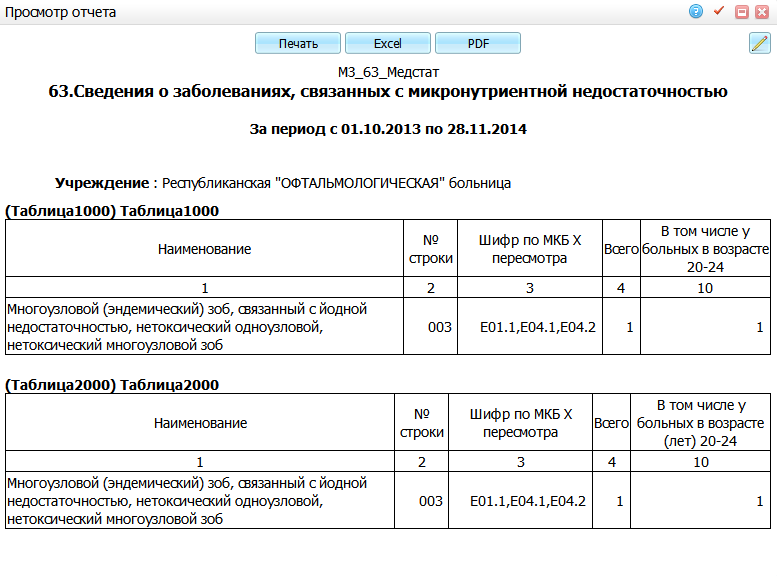 Просмотр отчета
Печать Excel PDF
МЗ_63_Медстат
63.Сведения о заболеваниях, связанных с микронутриентной недостаточностью
За период с 01.10.2013 по 28.11.2014
Учреждение : Республиканская "ОФТАЛЬМОЛОГИЧЕСКАЯ" больница
(Таблица1000) Таблица1000
Наименование
№
строки
Шифр по МКБ X
пересмотра
Всего
В том числе у
больных в возрасте
20-24
1 2 3 4 10
Многоузловой (эндемический) зоб, связанный с йодной
недостаточностью, нетоксический одноузловой,
нетоксический многоузловой зоб
003 E01.1,E04.1,E04.2 1 1
(Таблица2000) Таблица2000
Наименование
№
строки
Шифр по МКБ X
пересмотра
Всего
В том числе у
больных в возрасте
(лет) 20-24
1 2 3 4 10
Многоузловой (эндемический) зоб, связанный с йодной
недостаточностью, нетоксический одноузловой,
нетоксический многоузловой зоб
003 E01.1,E04.1,E04.2 1 1